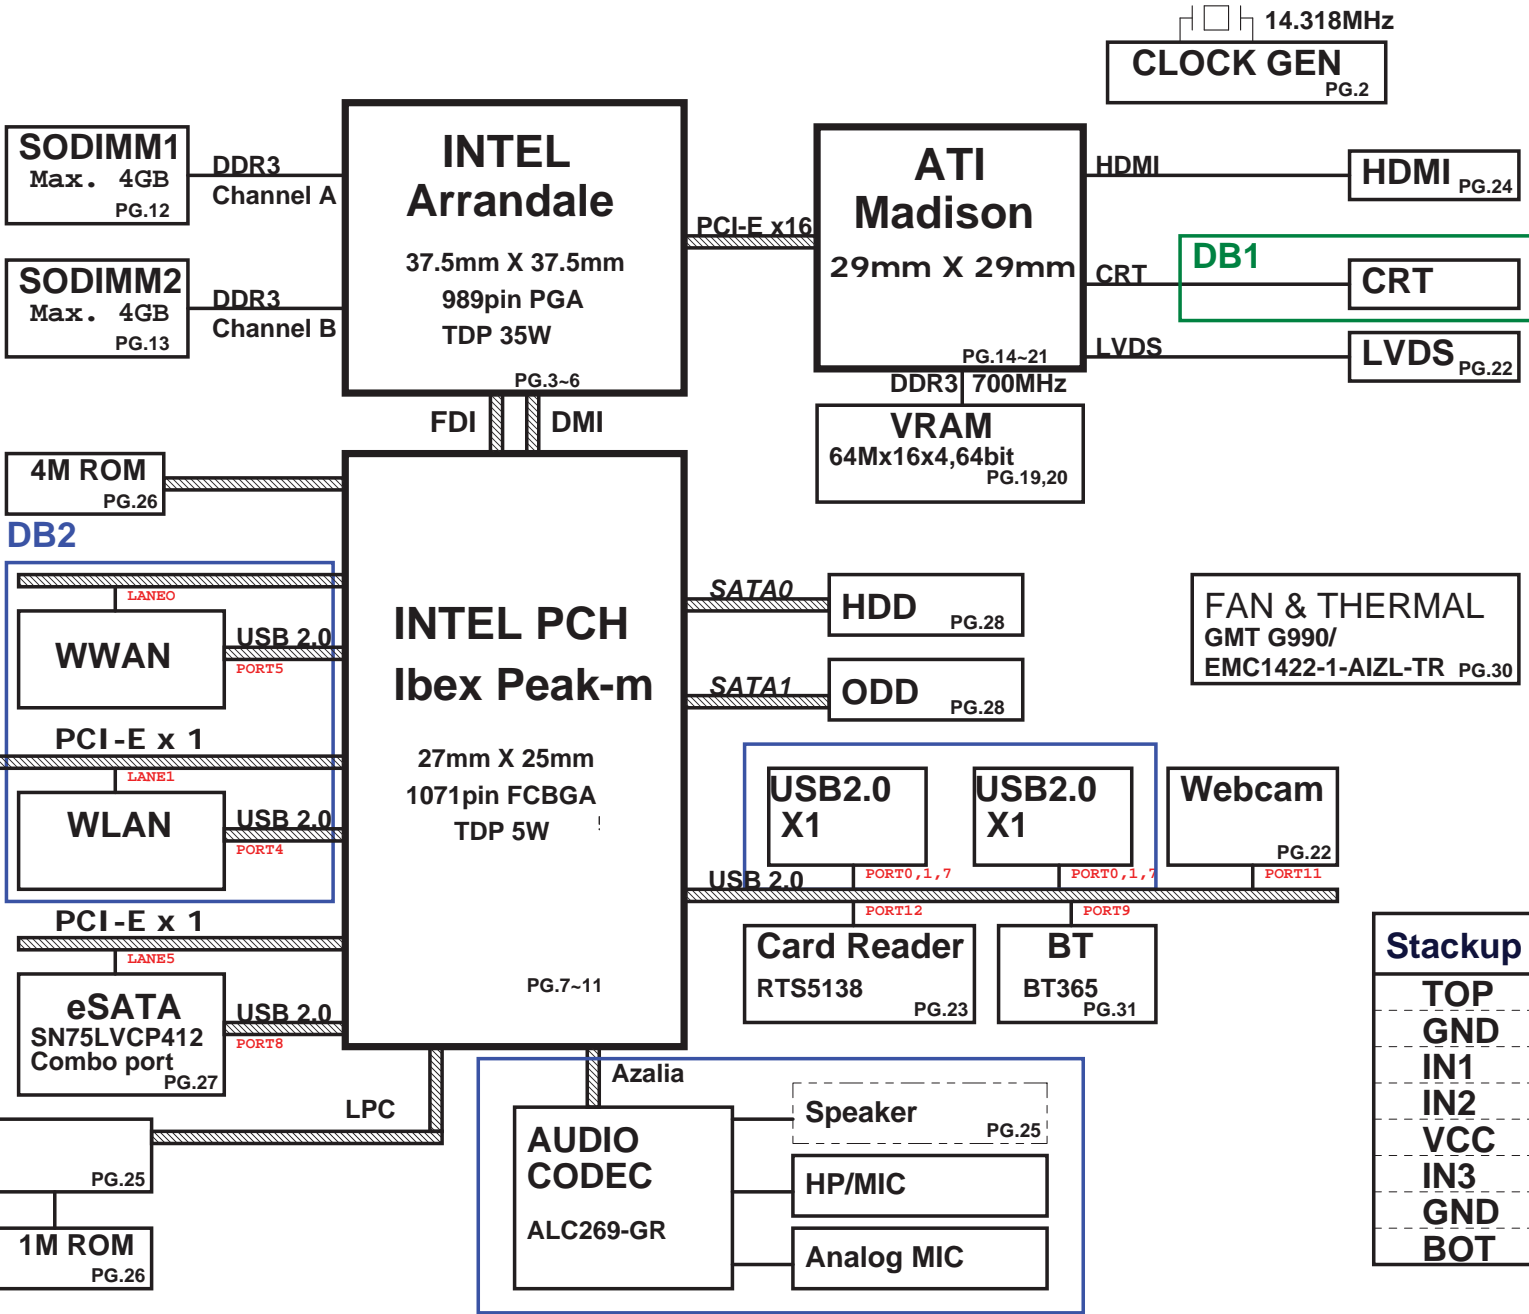 14.318MHz
CLOCK GEN
PG.2
SODIMM1
Max. 4GB
PG.12
DDR3
Channel A
SODIMM2
Max. 4GB
PG.13
DDR3
Channel B
INTEL
Arrandale
37.5mm X 37.5mm
989pin PGA
TDP 35W
PG.3~6
PCI-E x16
ATI
Madison
29mm X 29mm
PG.14~21
HDMI
HDMI PG.24
DB1
CRT
CRT
LVDS
LVDS PG.22
DDR3 700MHz
VRAM
64Mx16x4,64bit
PG.19,20
FDI
DMI
4M ROM
PG.26
DB2
LANE0
WWAN
USB 2.0
PORT5
PCI-E x 1
LANE1
WLAN
USB 2.0
PORT4
PCI-E x 1
LANE5
eSATA
SN75LVCP412
Combo port
PG.27
USB 2.0
PORT8
INTEL PCH
Ibex Peak-m
27mm X 25mm
1071pin FCBGA
TDP 5W
PG.7~11
SATA0
HDD PG.28
SATA1
ODD PG.28
FAN & THERMAL
GMT G990/
EMC1422-1-AIZL-TR PG.30
USB2.0
X1
USB2.0
X1
Webcam
PG.22
PORT0,1,7
PORT0,1,7
PORT11
USB 2.0
PORT12
PORT9
Card Reader
RTS5138
PG.23
BT
BT365
PG.31
LPC
PG.25
1M ROM
PG.26
Azalia
AUDIO
CODEC
ALC269-GR
Speaker
PG.25
HP/MIC
Analog MIC
Stackup
TOP
GND
IN1
IN2
VCC
IN3
GND
BOT